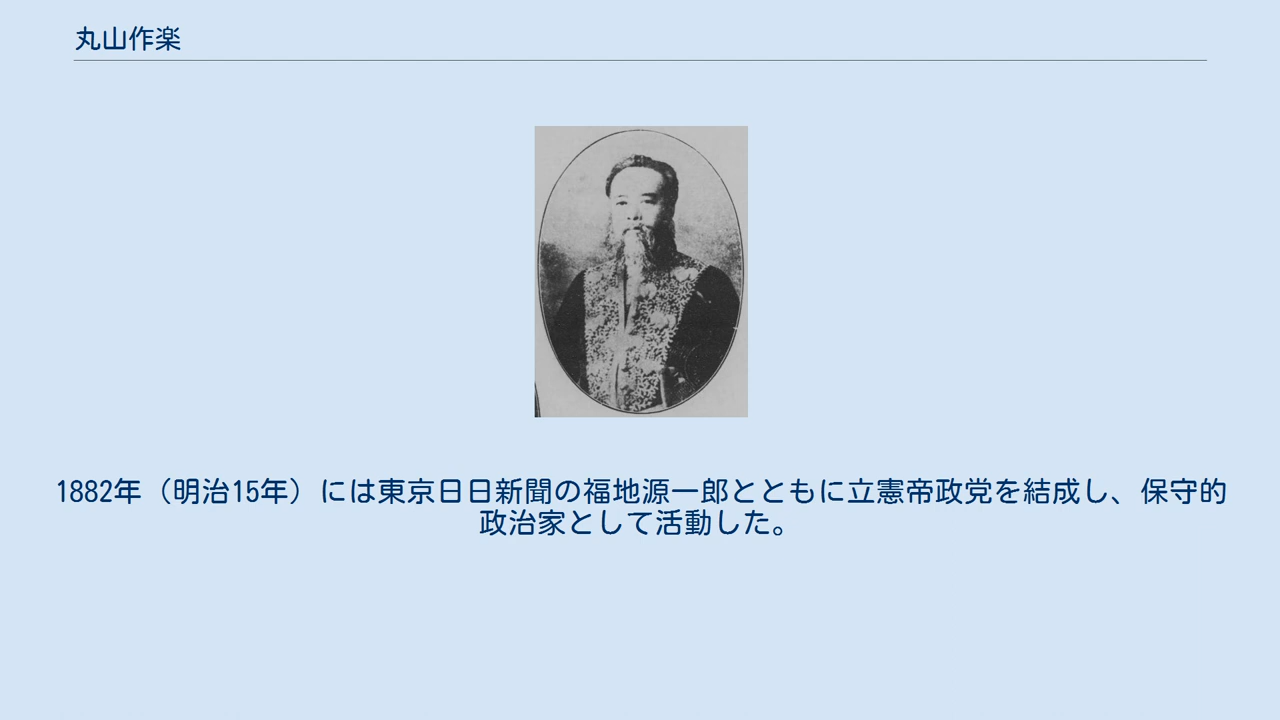 丸山作楽
1882年（明治15年）には東京日日新聞の福地源一郎とともに立憲帝政党を結成し、保守的
政治家として活動した。